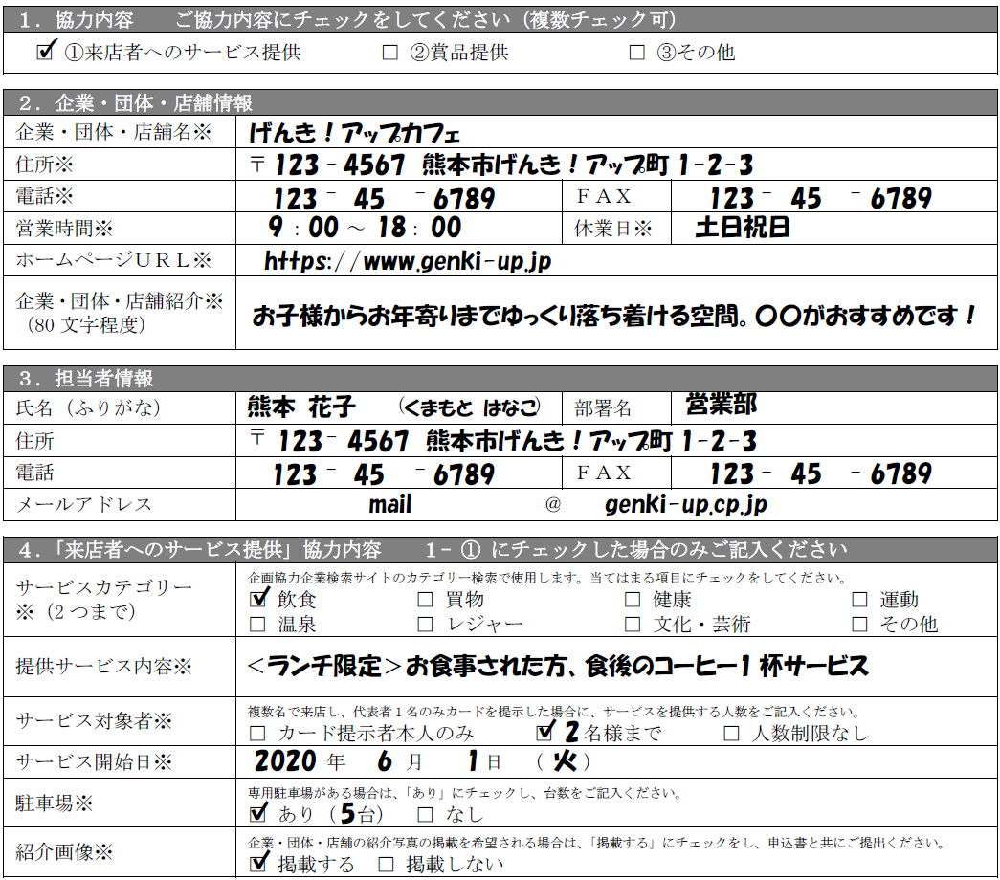 １．協力内容　　ご協力内容にチェックをしてください（複数チェック可）
☑ ①来店者へのサービス提供　　□ ②賞品提供　　□ ③その他
２．企業・団体・店舗情報
企業・団体・店舗名※　げんき！アップカフェ
住所※　〒 123 - 4567　熊本市げんき！アップ町 1-2-3
電話※　123 - 45 - 6789　ＦＡＸ　123 - 45 - 6789
営業時間※　9 : 00 ～ 18 : 00　休業日※　土日祝日
ホームページＵＲＬ※　https://www.genki-up.jp
企業・団体・店舗紹介※
（80 文字程度）　お子様からお年寄りまでゆっくり落ち着ける空間。〇〇がおすすめです！
３．担当者情報
氏名（ふりがな）　熊本 花子　（くまもと はなこ）　部署名　営業部
住所　〒 123 - 4567　熊本市げんき！アップ町 1-2-3
電話　123 - 45 - 6789　ＦＡＸ　123 - 45 - 6789
メールアドレス　mail ＠ genki-up.cp.jp
４．「来店者へのサービス提供」協力内容　　１-① にチェックした場合のみご記入ください
サービスカテゴリー
※（2 つまで）
企画協力企業検索サイトのカテゴリー検索で使用します。当てはまる項目にチェックをしてください。
☑ 飲食　□ 買物　□ 健康　□ 運動
□ 温泉　□ レジャー　□ 文化・芸術　□ その他
提供サービス内容※　＜ランチ限定＞お食事された方、食後のコーヒー1 杯サービス
サービス対象者※
複数名で来店し、代表者１名のみカードを提示した場合に、サービスを提供する人数をご記入ください。
□ カード提示者本人のみ　☑ 2名様まで　□ 人数制限なし
サービス開始日※　2020 年　6 月　1 日　（ 火 ）
駐車場※
専用駐車場がある場合は、「あり」にチェックし、台数をご記入ください。
☑ あり（ 5台）　□ なし
紹介画像※
企業・団体・店舗の紹介写真の掲載を希望される場合は、「掲載する」にチェックをし、申込書と共にご提出ください。
☑ 掲載する　□ 掲載しない